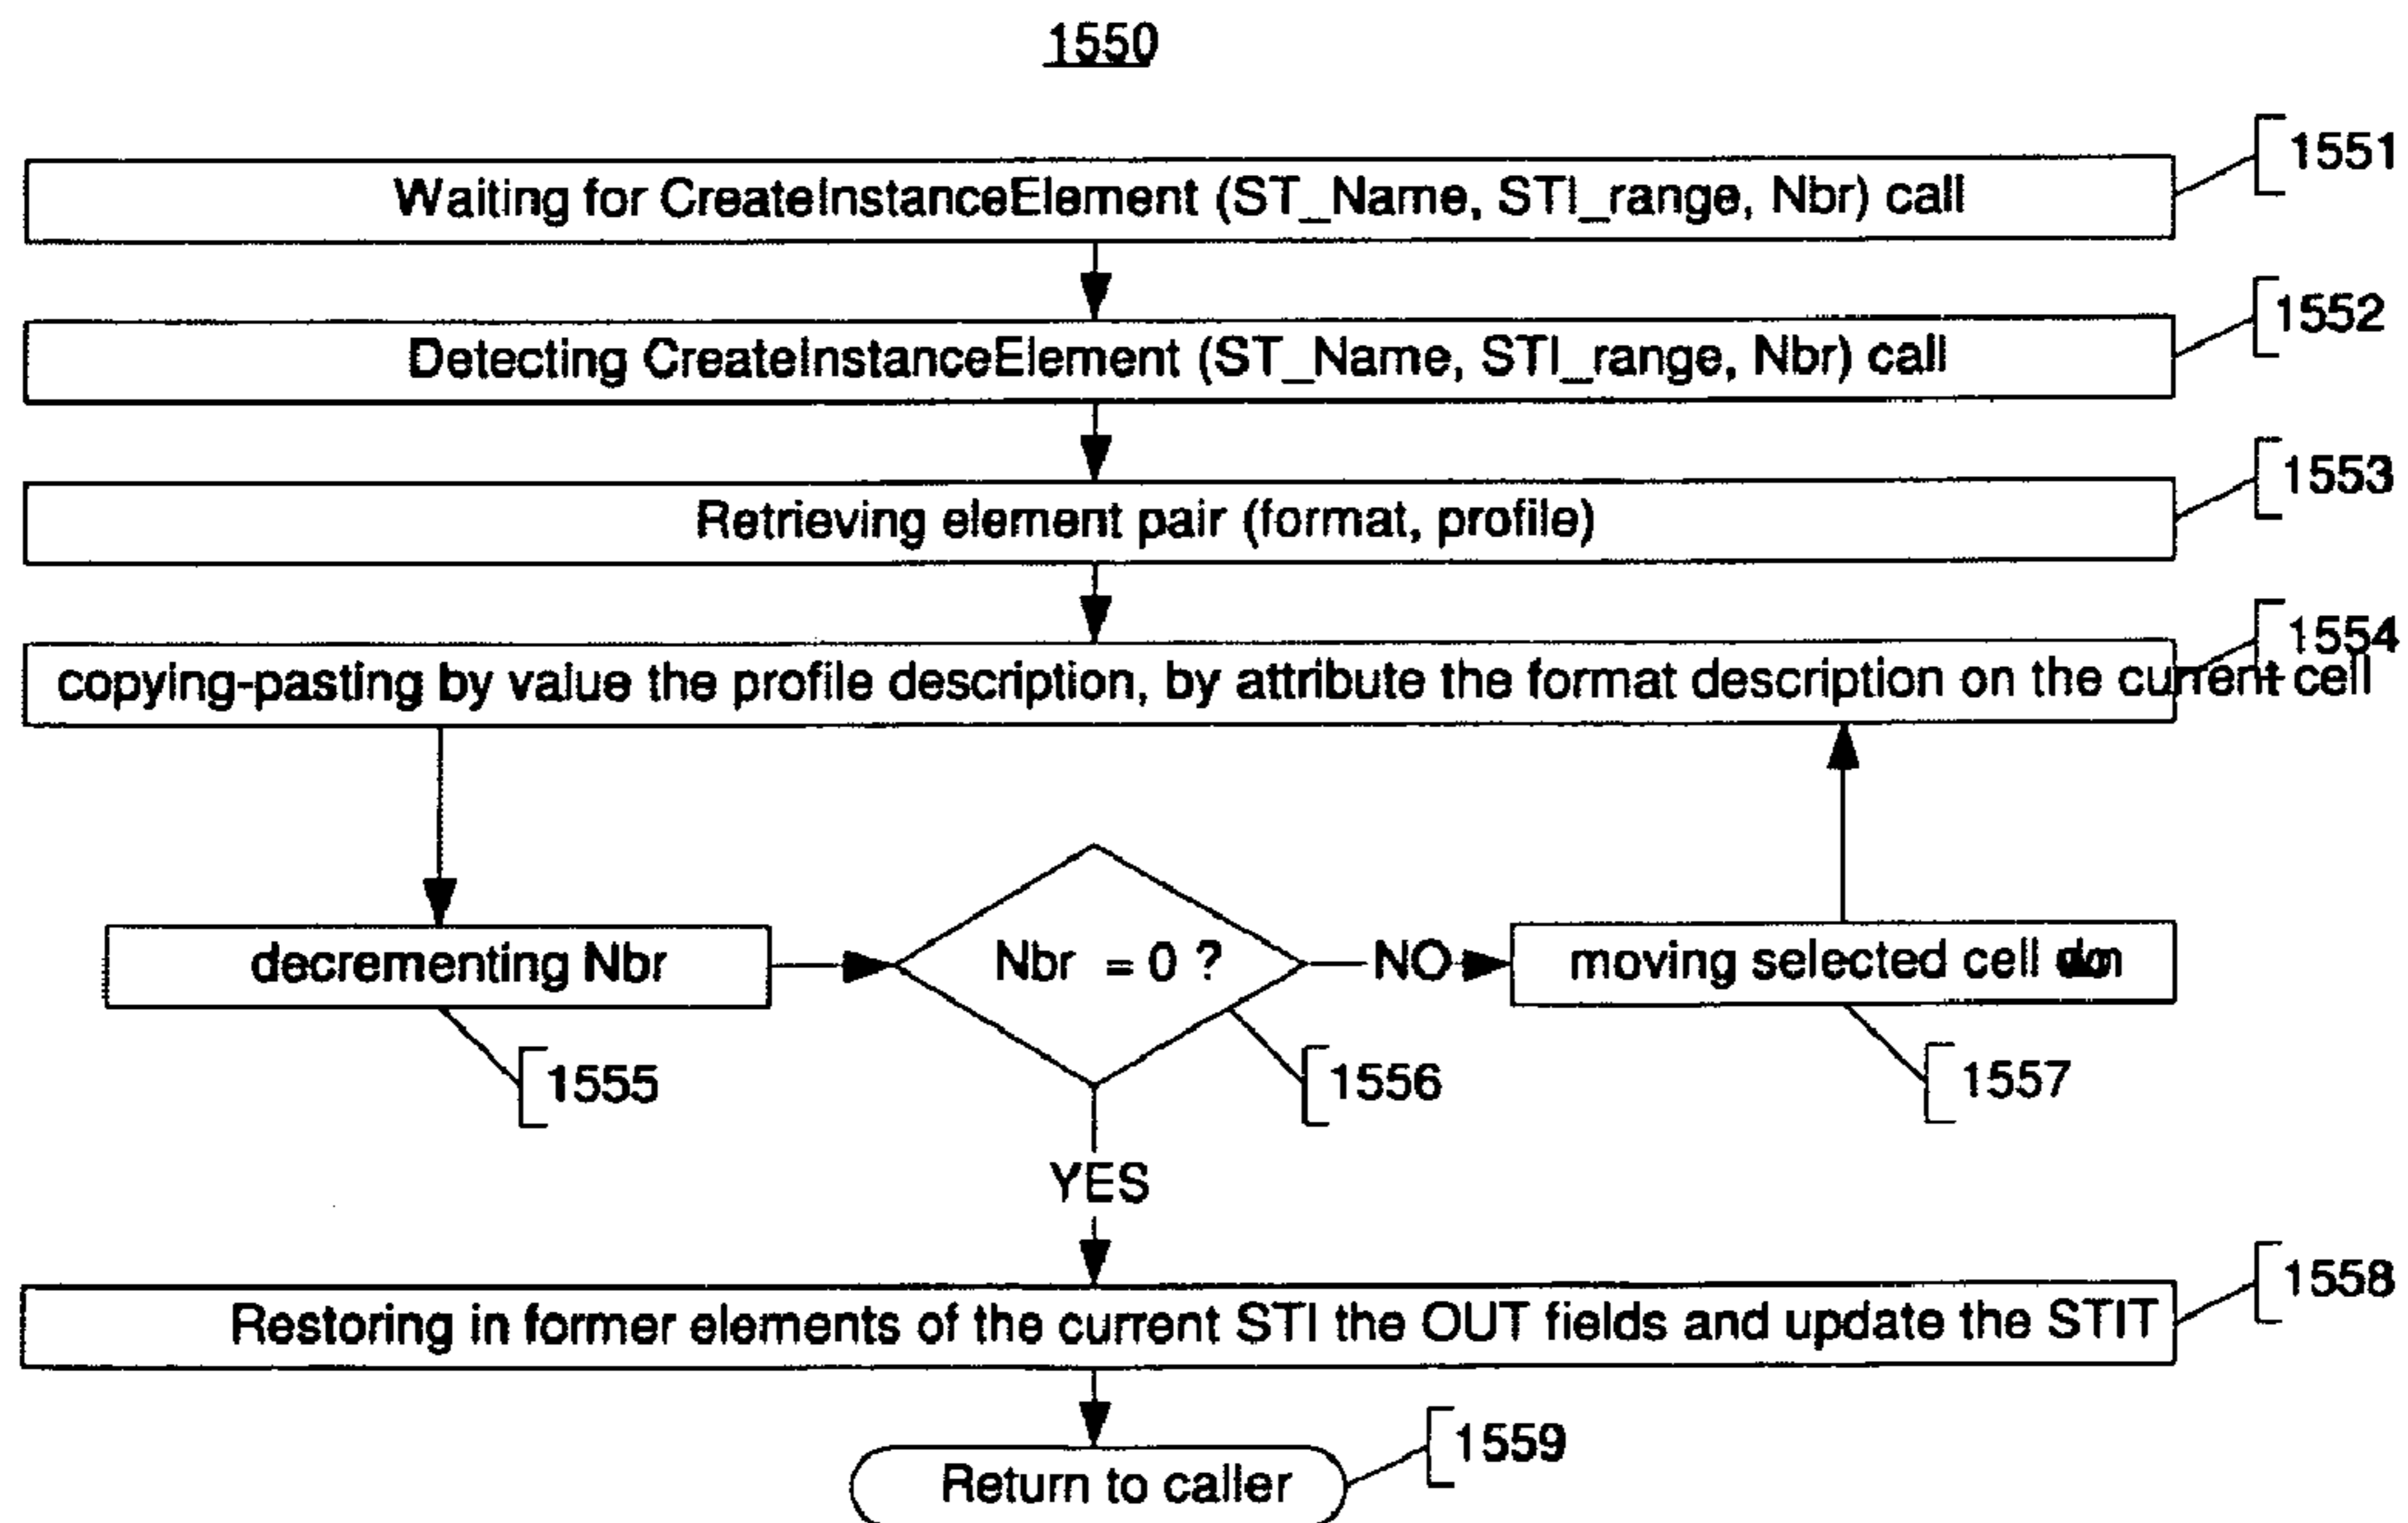 1550
1551
Waiting for CreateInstanceElement (ST_Name, STI_range, Nbr) call
1552
Detecting CreateInstanceElement (ST_Name, STI_range, Nbr) call
1553
Retrieving element pair (format, profile)
1554
copying-pasting by value the profile description, by attribute the format description on the current cell
decrementing Nbr
Nbr = 0 ?
NO
moving selected cell
1555
1556
1557
YES
1558
Restoring in former elements of the current STI the OUT fields and update the STIT
1559
Return to caller